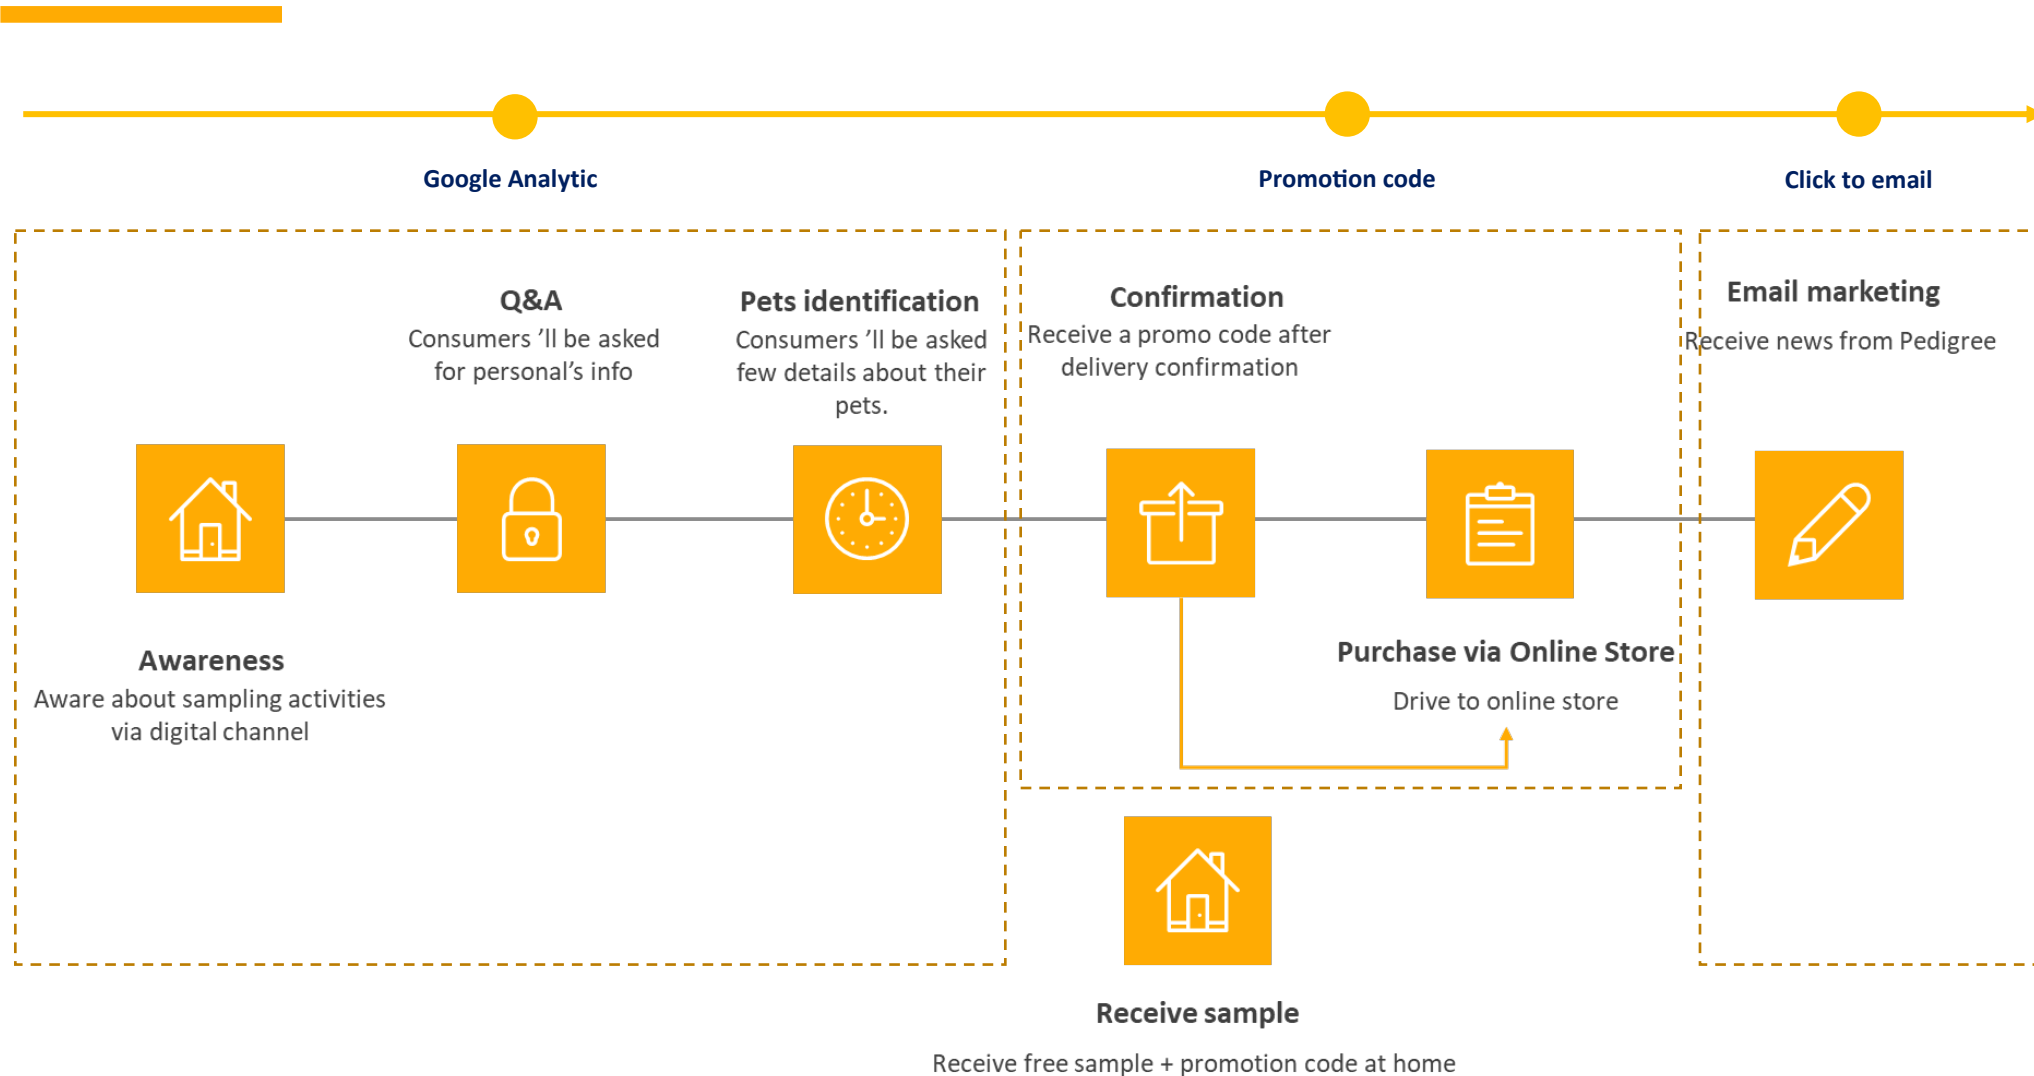 Google Analytic
Promotion code
Click to email
Q&A
Consumers ’ll be asked
for personal’s info
Pets identification
Consumers ’ll be asked
few details about their
pets.
Confirmation
Receive a promo code after
delivery confirmation
Email marketing
Receive news from Pedigree
Awareness
Aware about sampling activities
via digital channel
Purchase via Online Store
Drive to online store
Receive sample
Receive free sample + promotion code at home